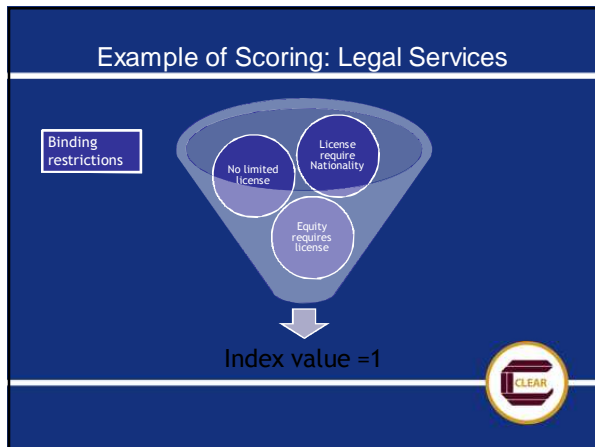 Example of Scoring: Legal Services
Binding
restrictions
License
require
Nationality
No limited
license
Equity
requires
license
Index value =1
CLEAR